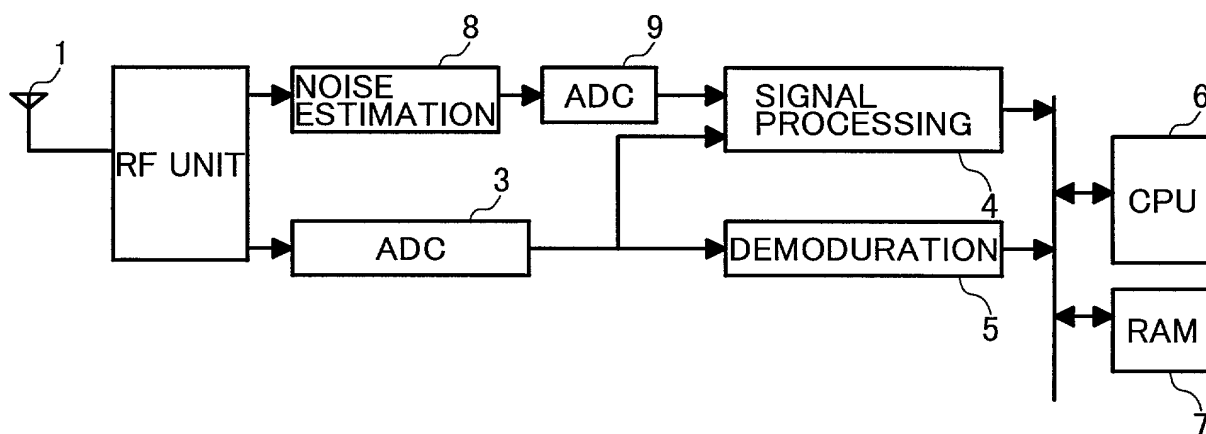 1
RF UNIT
8
NOISE
ESTIMATION
9
ADC
SIGNAL
PROCESSING
4
3
ADC
DEMODURATION
5
6
CPU
RAM
7